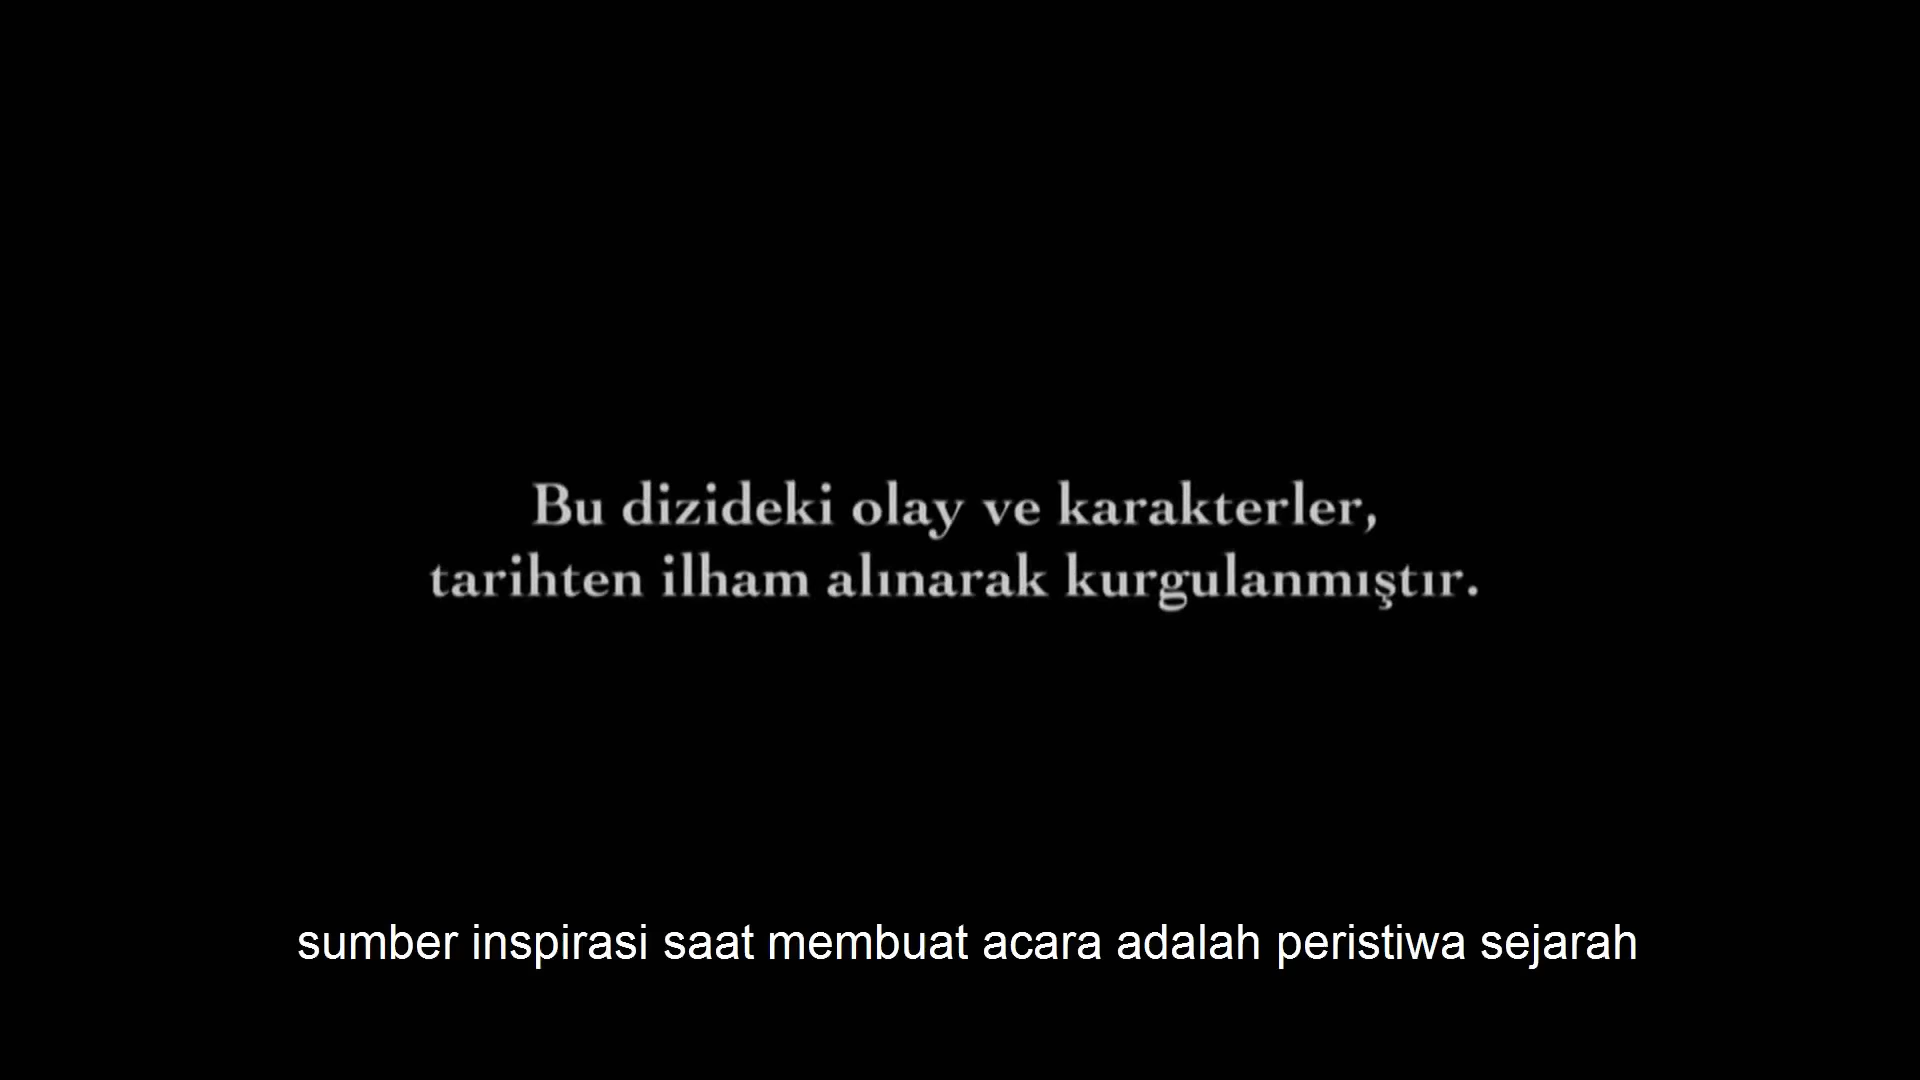 Bu dizideki olay ve karakterler,
tarihten ilham alınarak kurgulanmıştır.
sumber inspirasi saat membuat acara adalah peristiwa sejarah